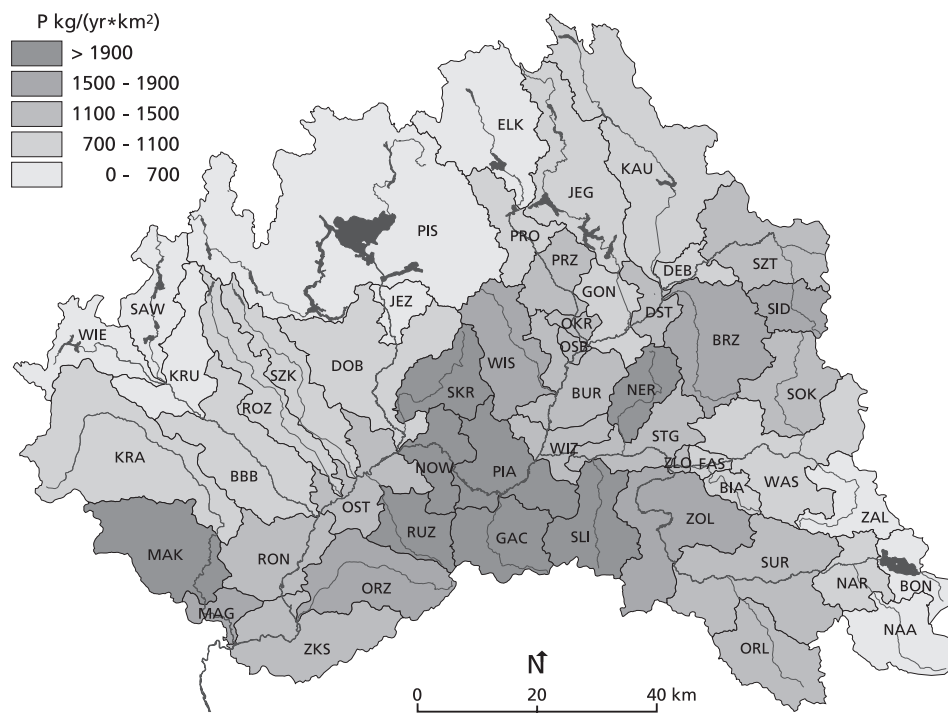 P kg/(yr*km²)
> 1900
1500 - 1900
1100 - 1500
700 - 1100
0 - 700
ELK
KAU
JEG
PIS
PRO
PRZ
DEB
SZT
GON
JEZ
SAW
SID
DST
OKR
WIE
BRZ
OSB
DOB
WIS
KRU
SZK
SKR
BUR
NER
SOK
ROZ
STG
WIZ
KRA
NOW
PIA
ZLO
FAS
BBB
BIA
WAS
OST
ZAL
ZOL
RUZ
GAC
SLI
MAK
RON
SUR
NAR
BON
ORZ
MAG
NAA
ZKS
ORL
N
0 20 40 km